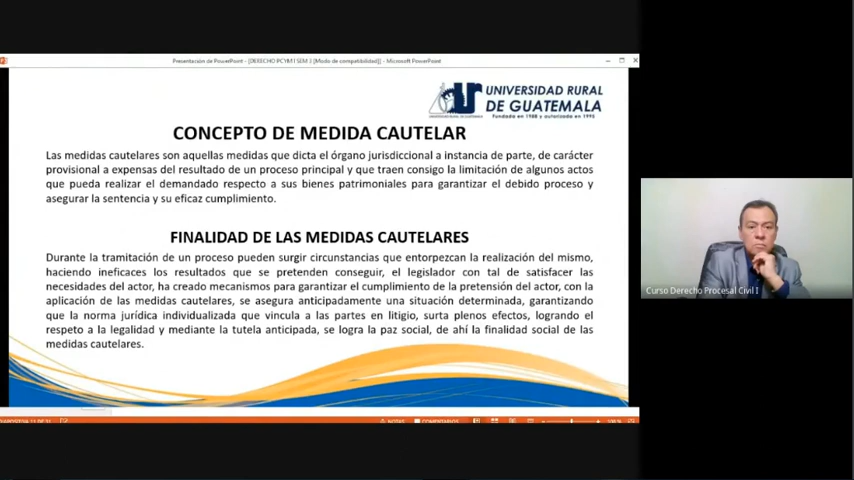 Presentación de PowerPoint - [DERECHO PCYM I SEM 2 [Modo de compatibilidad]] - Microsoft PowerPoint
UNIVERSIDAD RURAL
DE GUATEMALA
Fundada en 1988 y autorizada en 1995
CONCEPTO DE MEDIDA CAUTELAR
Las medidas cautelares son aquellas medidas que dicta el órgano jurisdiccional a instancia de parte, de carácter
provisional a expensas del resultado de un proceso principal y que traen consigo la limitación de algunos actos
que pueda realizar el demandado respecto a sus bienes patrimoniales para garantizar el debido proceso y
asegurar la sentencia y su eficaz cumplimiento.
FINALIDAD DE LAS MEDIDAS CAUTELARES
Durante la tramitación de un proceso pueden surgir circunstancias que entorpezcan la realización del mismo,
haciendo ineficaces los resultados que se pretenden conseguir, el legislador con tal de satisfacer las
necesidades del actor, ha creado mecanismos para garantizar el cumplimiento de la pretensión del actor, con la
aplicación de las medidas cautelares, se asegura anticipadamente una situación determinada, garantizando
que la norma jurídica individualizada que vincula a las partes en litigio, surta plenos efectos, logrando el
respeto a la legalidad y mediante la tutela anticipada, se logra la paz social, de ahí la finalidad social de las
medidas cautelares.
Curso Derecho Procesal Civil I
NOTAS
COMENTARIOS